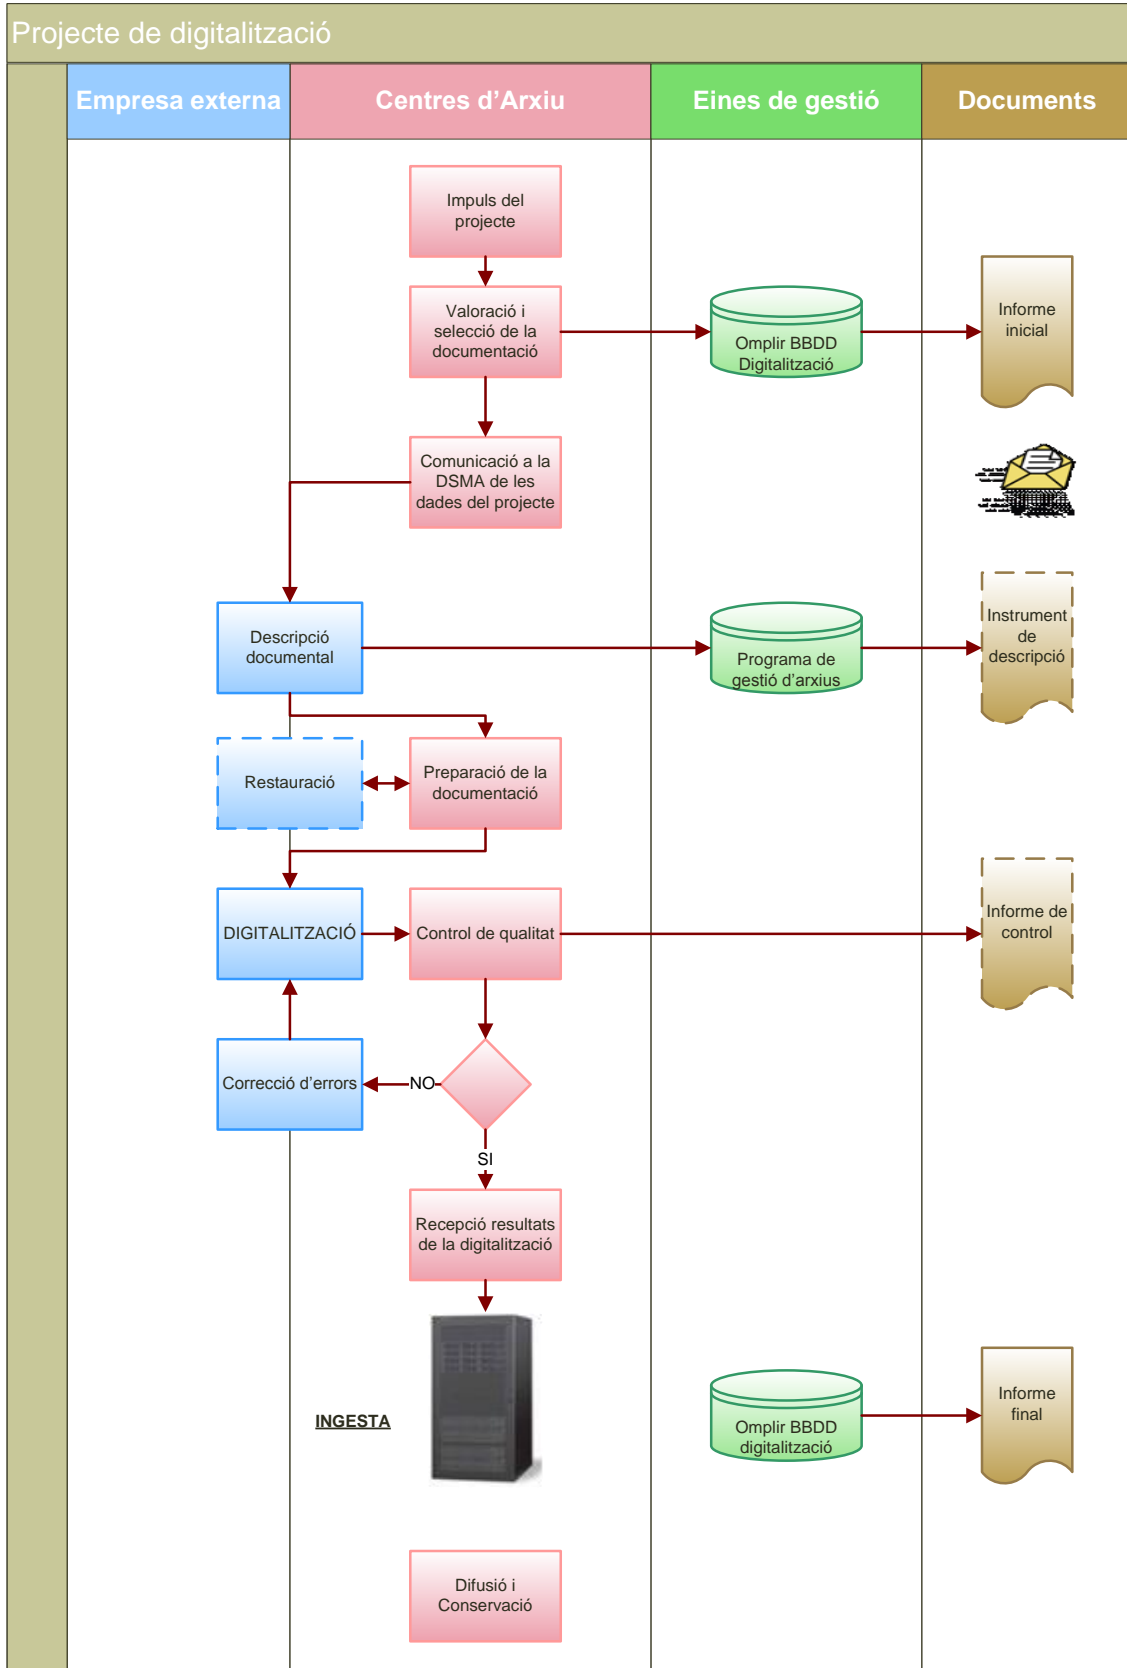 Projecte de digitalització
Empresa externa
Centres d'Arxiu
Eines de gestió
Documents
Impuls del
projecte
Valoració i
selecció de la
documentació
Omplir BBDD
Digitalització
Informe
inicial
Comunicació a la
DSMA de les
dades del projecte
Descripció
documental
Programa de
gestió d'arxius
Instrument
de
descripció
Restauració
Preparació de la
documentació
DIGITALITZACIÓ
Control de qualitat
Informe de
control
Correcció d'errors
NO
SI
Recepció resultats
de la digitalització
INGESTA
Omplir BBDD
digitalització
Informe
final
Difusió i
Conservació